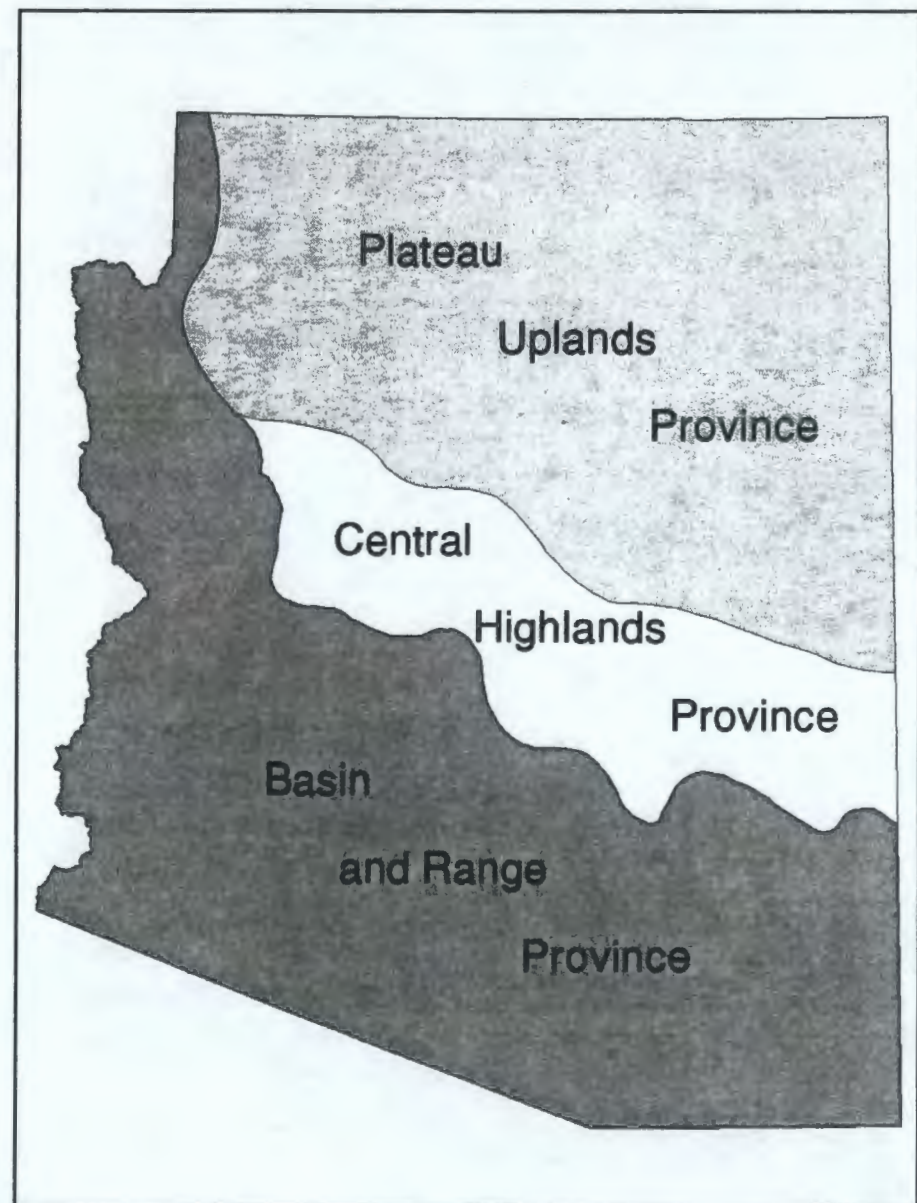 Plateau
Uplands
Province
Central
Highlands
Province
Basin
and Range
Province